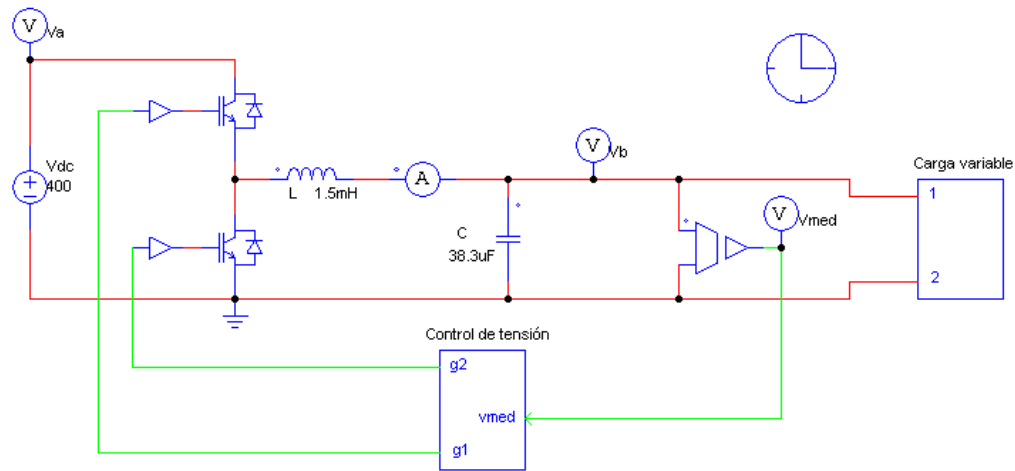 V
Va
Vdc
400
L 1.5mH
A
C
38.3uF
V
Vb
V
Vmed
Carga variable
1
2
Control de tensión
g2
vmed
g1